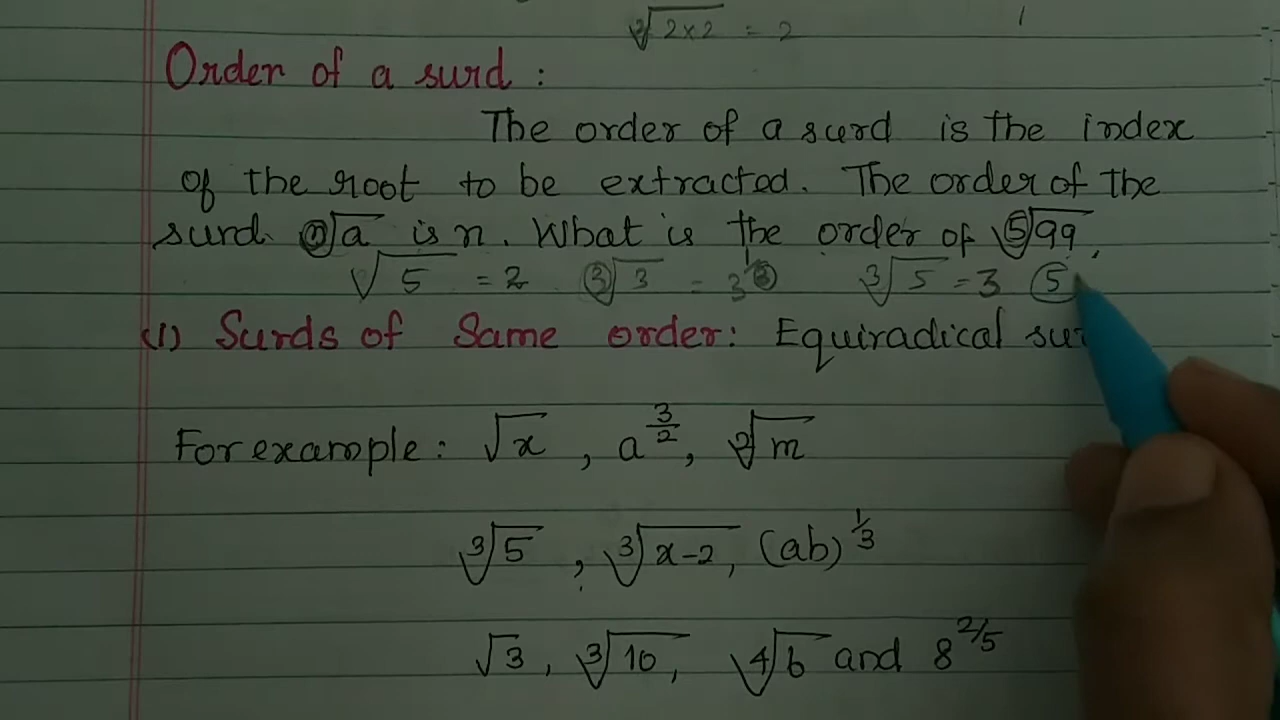 ∛2×2 = 2
Order of a surd :
The order of a surd is the index
of the root to be extracted. The order of the
surd ⁿ√a is n. What is the order of ⁵√99,
√5 = 2 ³√3 = 3^1/3 ³√5 = 3 5
(1) Surds of Same order: Equiradical
For example: √x , a^3/2, ²√m
³√5 , ³√x-2, (ab)^1/3
√3, ³√10, ⁴√6 and 8^2/5